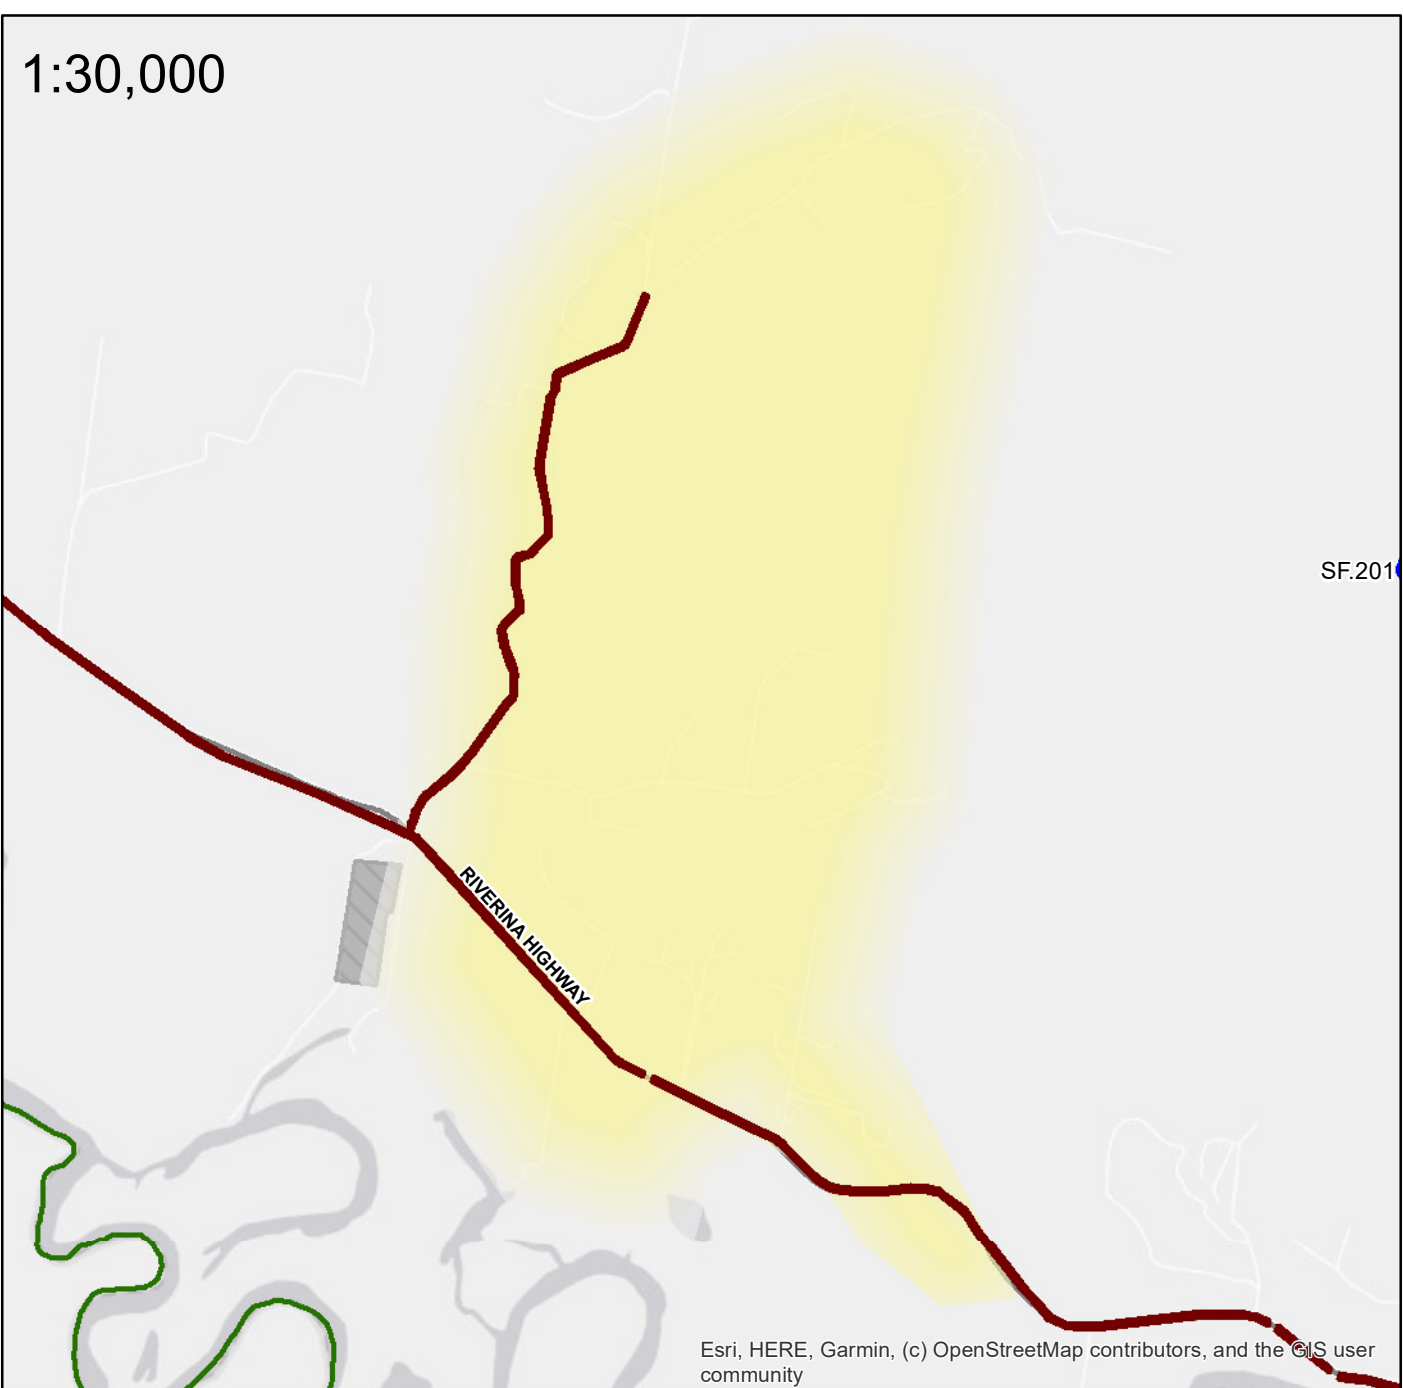 1:30,000
SF.201
RIVERINA HIGHWAY
Esri, HERE, Garmin, (c) OpenStreetMap contributors, and the GIS user
community